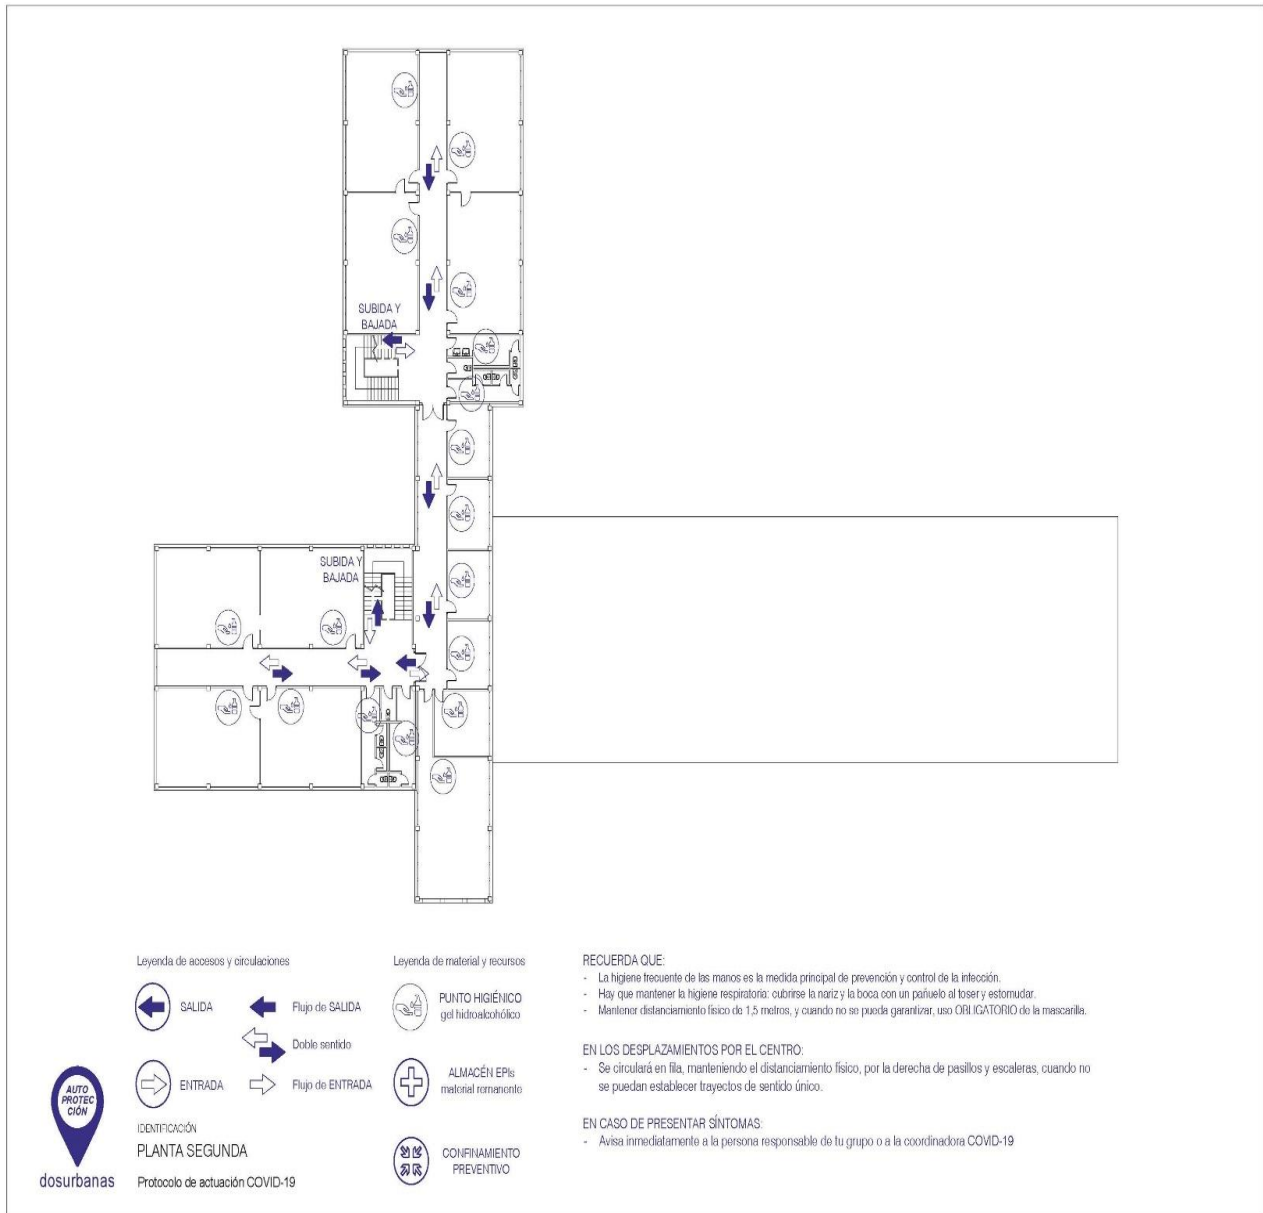 SUBIDA Y
BAJADA
SUBIDA Y
BAJADA
Leyenda de accesos y circulaciones
SALIDA
Flujo de SALIDA
Doble sentido
ENTRADA
Flujo de ENTRADA
Leyenda de material y recursos
PUNTO HIGIÉNICO
gel hidroalcohólico
ALMACÉN EPIs
material remanente
CONFINAMIENTO
PREVENTIVO
AUTO
PROTEC
CIÓN
dosurbanas
IDENTIFICACIÓN
PLANTA SEGUNDA
Protocolo de actuación COVID-19
RECUERDA QUE:
- La higiene frecuente de las manos es la medida principal de prevención y control de la infección.
- Hay que mantener la higiene respiratoria: cubrirse la nariz y la boca con un pañuelo al toser y estornudar.
- Mantener distanciamiento físico de 1,5 metros, y cuando no se pueda garantizar, uso OBLIGATORIO de la mascarilla.
EN LOS DESPLAZAMIENTOS POR EL CENTRO:
- Se circulará en fila, manteniendo el distanciamiento físico, por la derecha de pasillos y escaleras, cuando no
se puedan establecer trayectos de sentido único.
EN CASO DE PRESENTAR SÍNTOMAS:
- Avisa inmediatamente a la persona responsable de tu grupo o a la coordinadora COVID-19